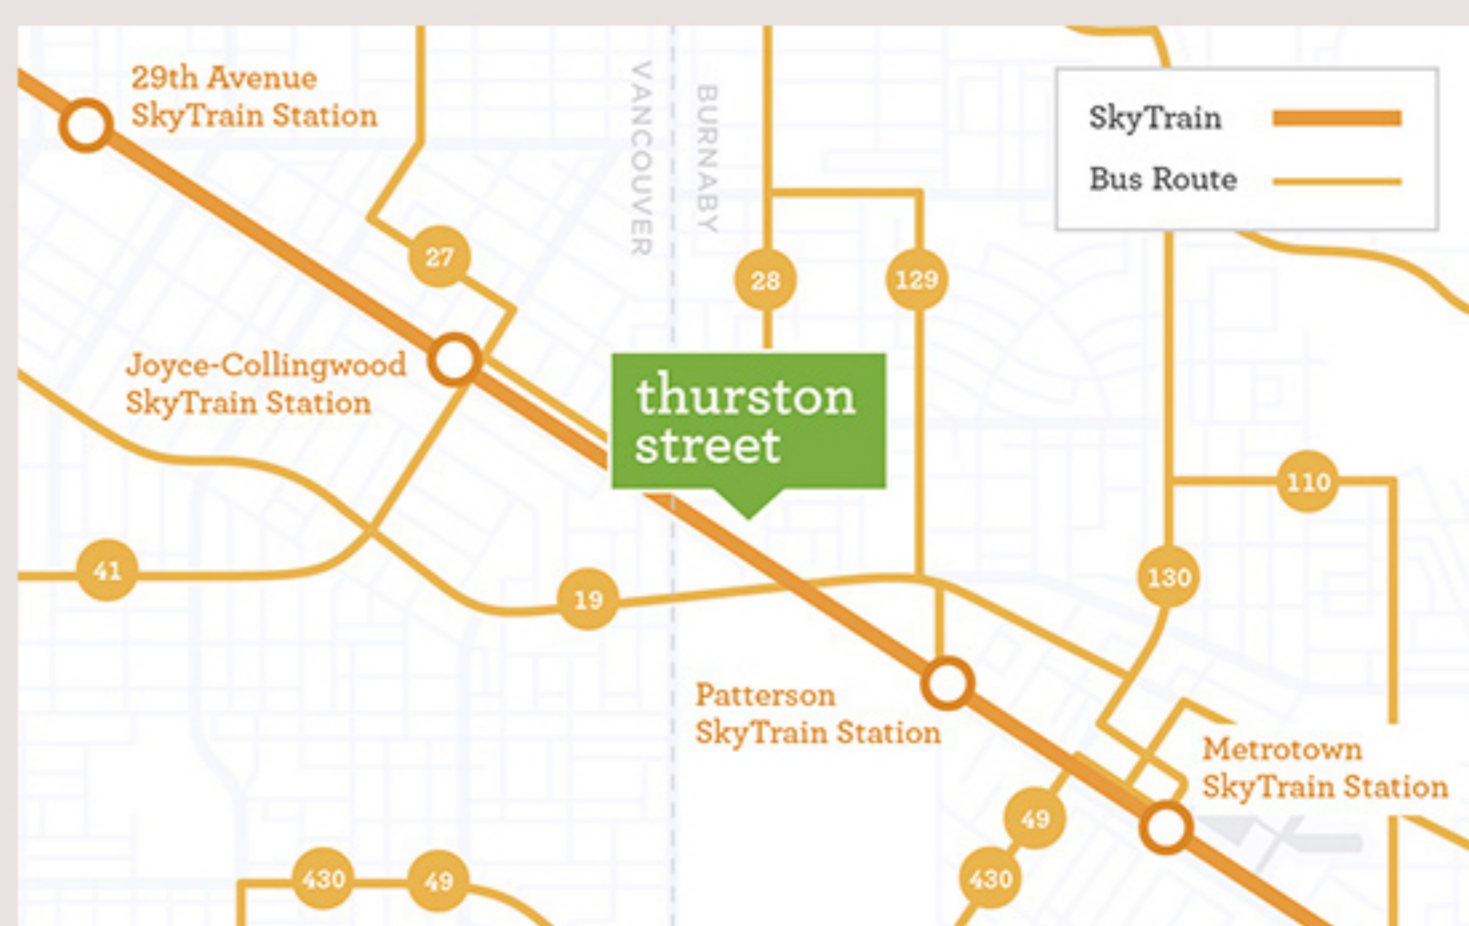 29th Avenue
SkyTrain Station
VANCOUVER
BURNABY
SkyTrain
Bus Route
27
28
129
Joyce-Collingwood
SkyTrain Station
thurston
street
110
41
19
130
Patterson
SkyTrain Station
Metrotown
SkyTrain Station
49
430
49
430